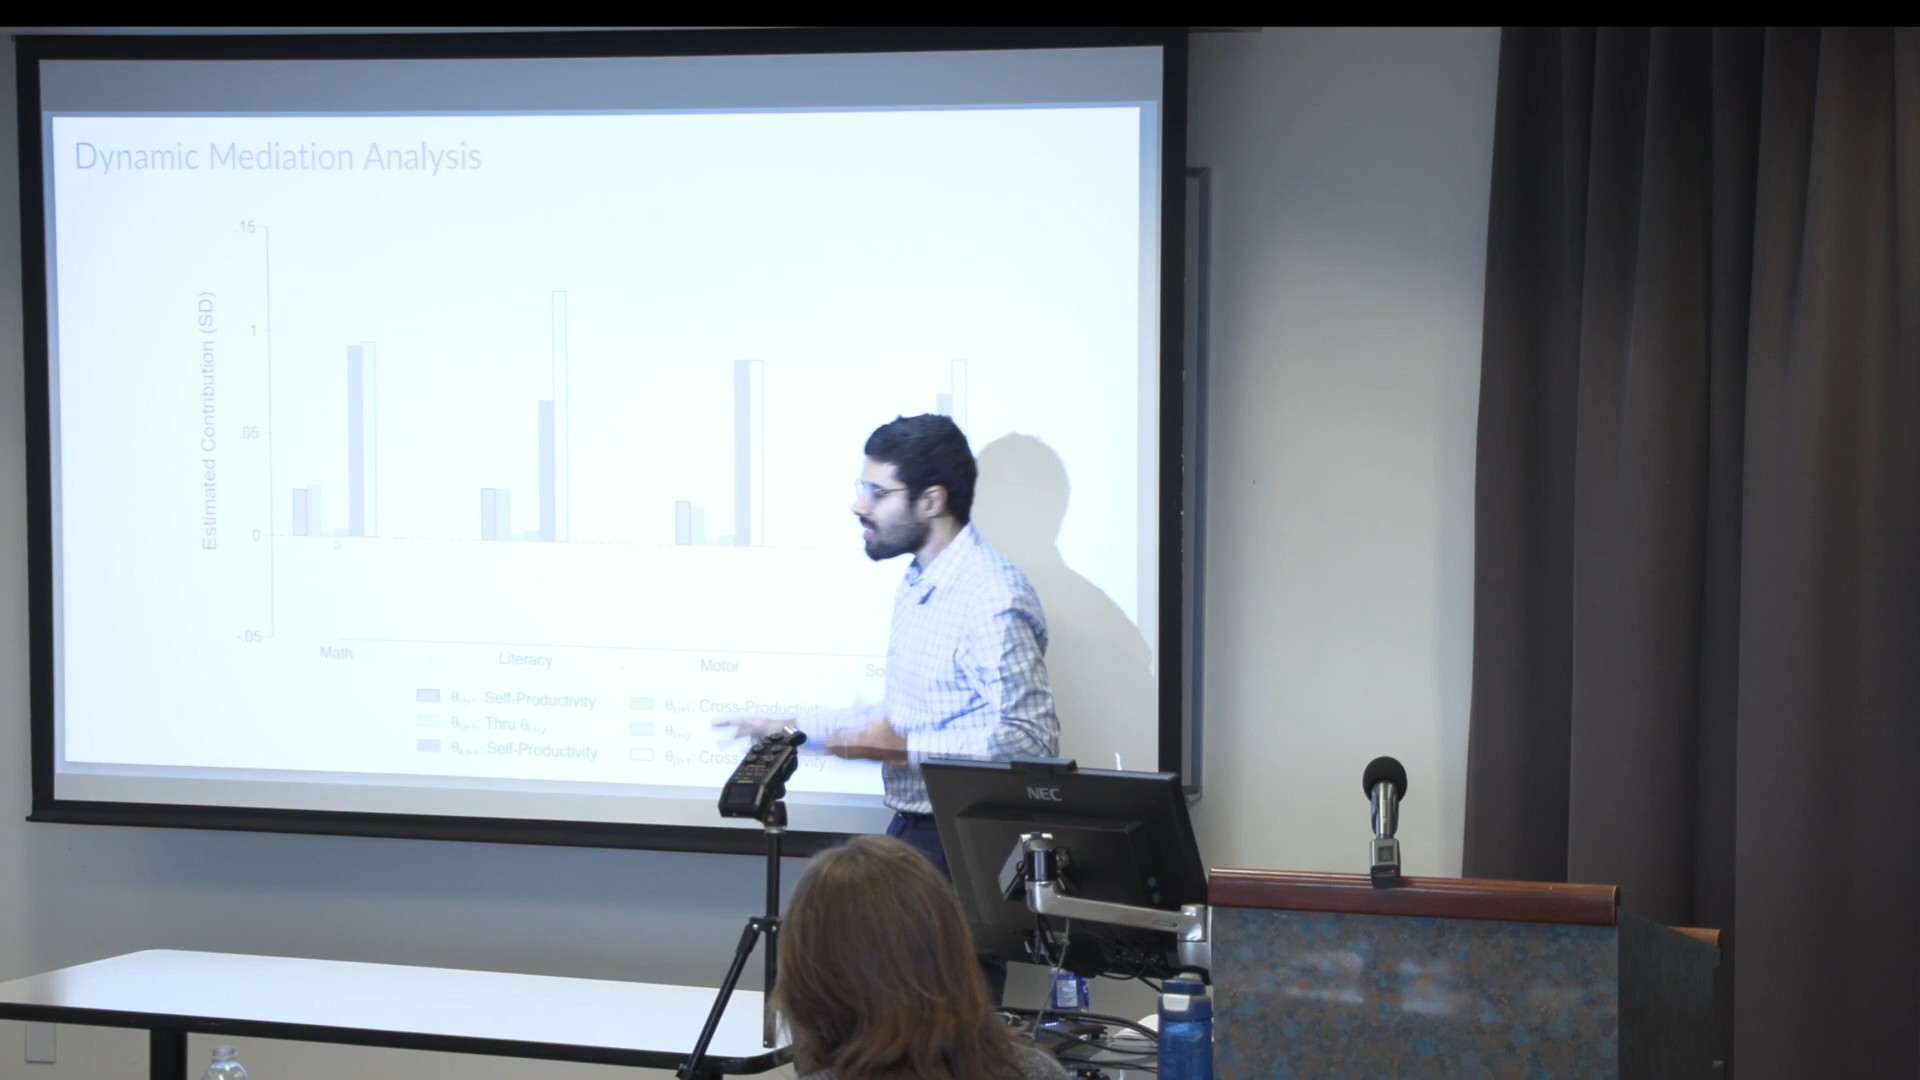 Dynamic Mediation Analysis
.15
.1
.05
0
-.05
Estimated Contribution (SD)
Math
Literacy
Motor
Self-Productivity
Cross-Productivity
Thru
Self-Productivity
NEC